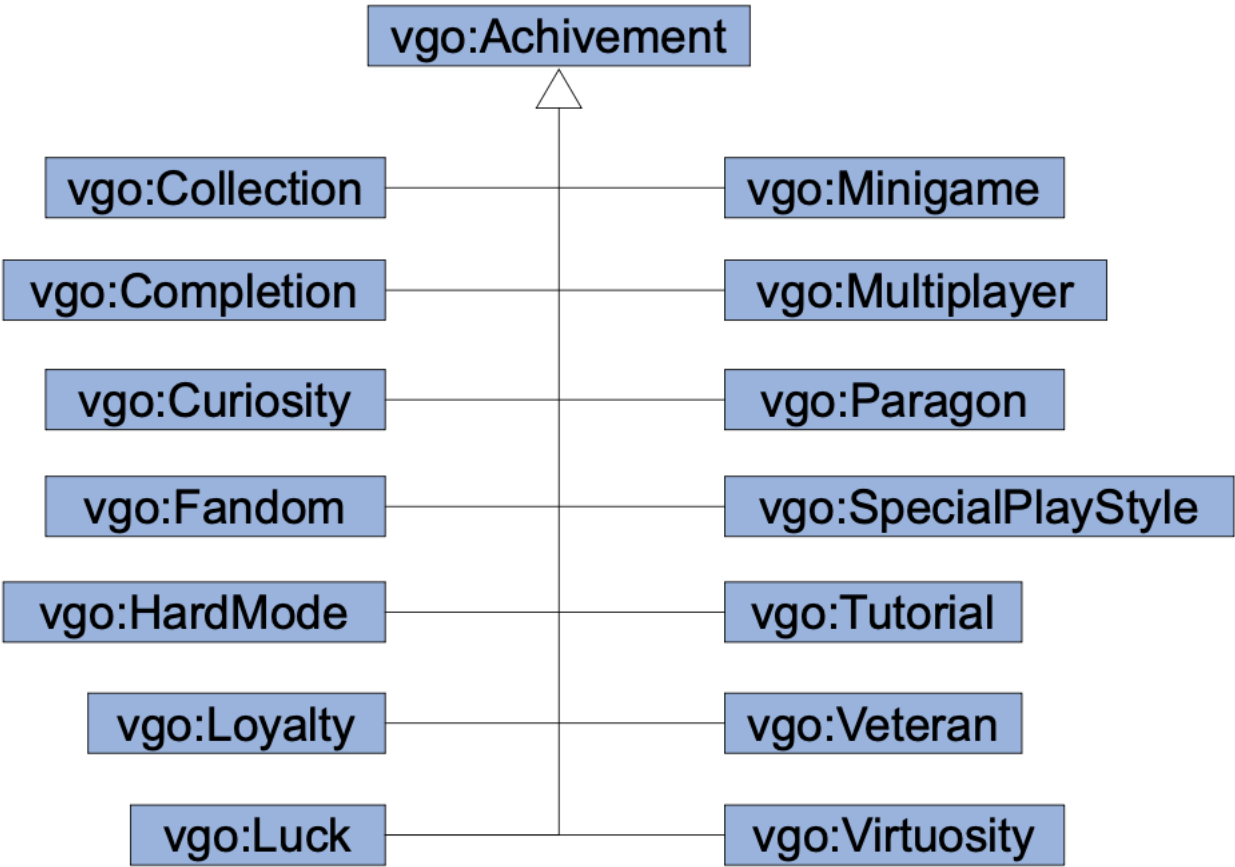 vgo:Achivement
vgo:Collection
vgo:Minigame
vgo:Completion
vgo:Multiplayer
vgo:Curiosity
vgo:Paragon
vgo:Fandom
vgo:SpecialPlayStyle
vgo:HardMode
vgo:Tutorial
vgo:Loyalty
vgo:Veteran
vgo:Luck
vgo:Virtuosity